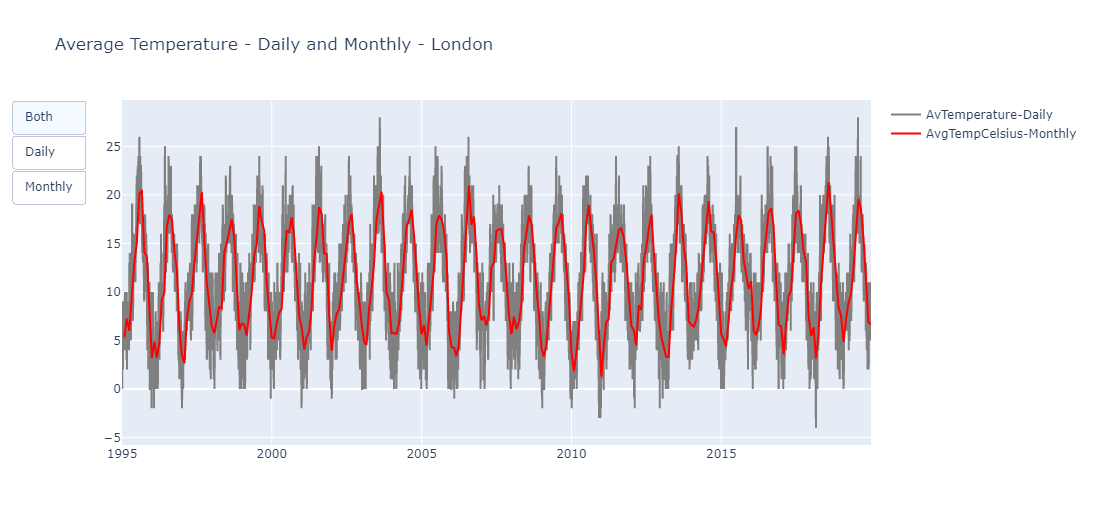 Average Temperature - Daily and Monthly - London
Both
Daily
Monthly
AvTemperature-Daily
AvgTempCelsius-Monthly
25
20
15
10
5
0
−5
1995
2000
2005
2010
2015